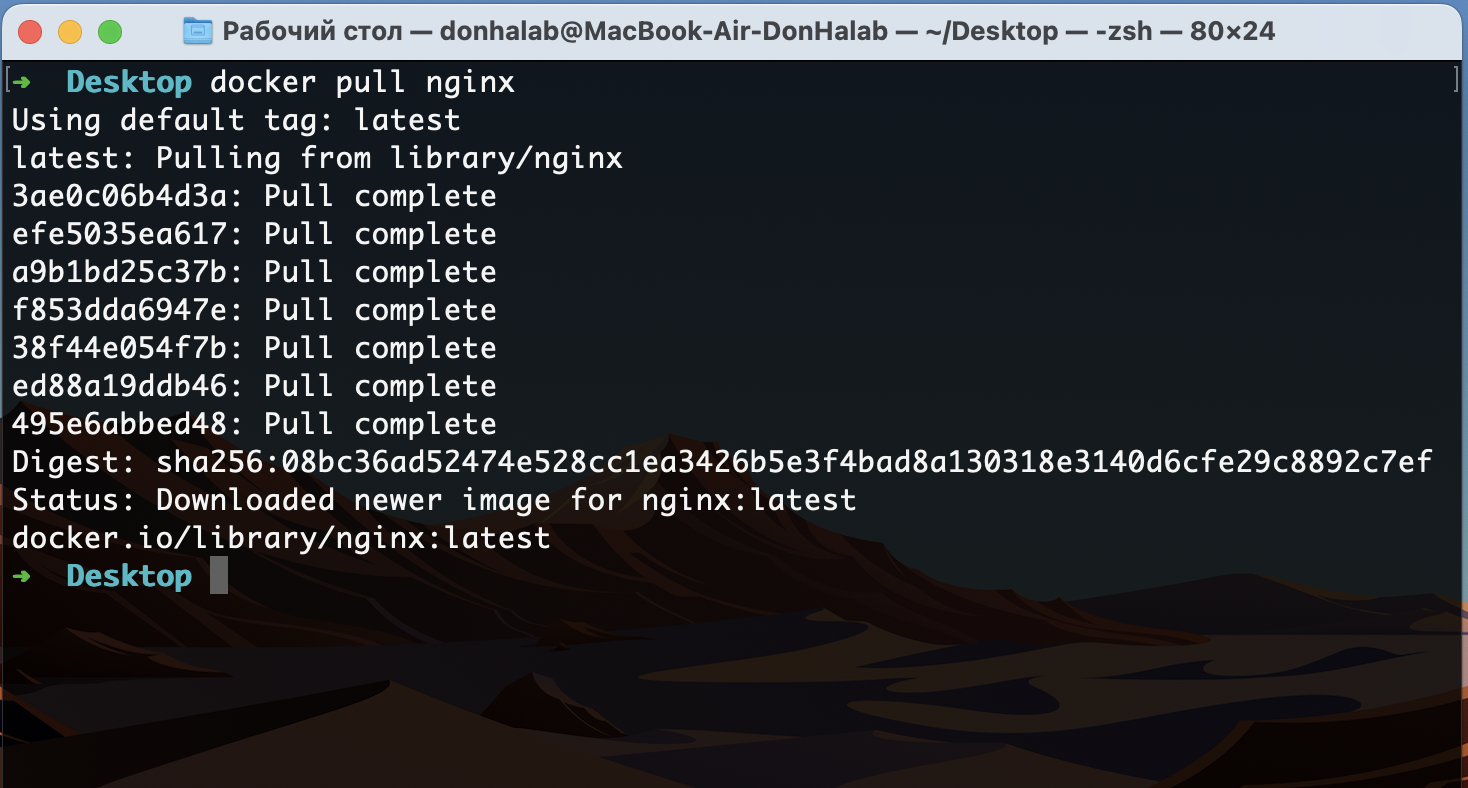 Рабочий стол — donhalab@MacBook-Air-DonHalab — ~/Desktop — -zsh — 80×24
[➜  Desktop docker pull nginx ]
Using default tag: latest
latest: Pulling from library/nginx
3ae0c06b4d3a: Pull complete
efe5035ea617: Pull complete
a9b1bd25c37b: Pull complete
f853dda6947e: Pull complete
38f44e054f7b: Pull complete
ed88a19ddb46: Pull complete
495e6abbed48: Pull complete
Digest: sha256:08bc36ad52474e528cc1ea3426b5e3f4bad8a130318e3140d6cfe29c8892c7ef
Status: Downloaded newer image for nginx:latest
docker.io/library/nginx:latest
➜  Desktop